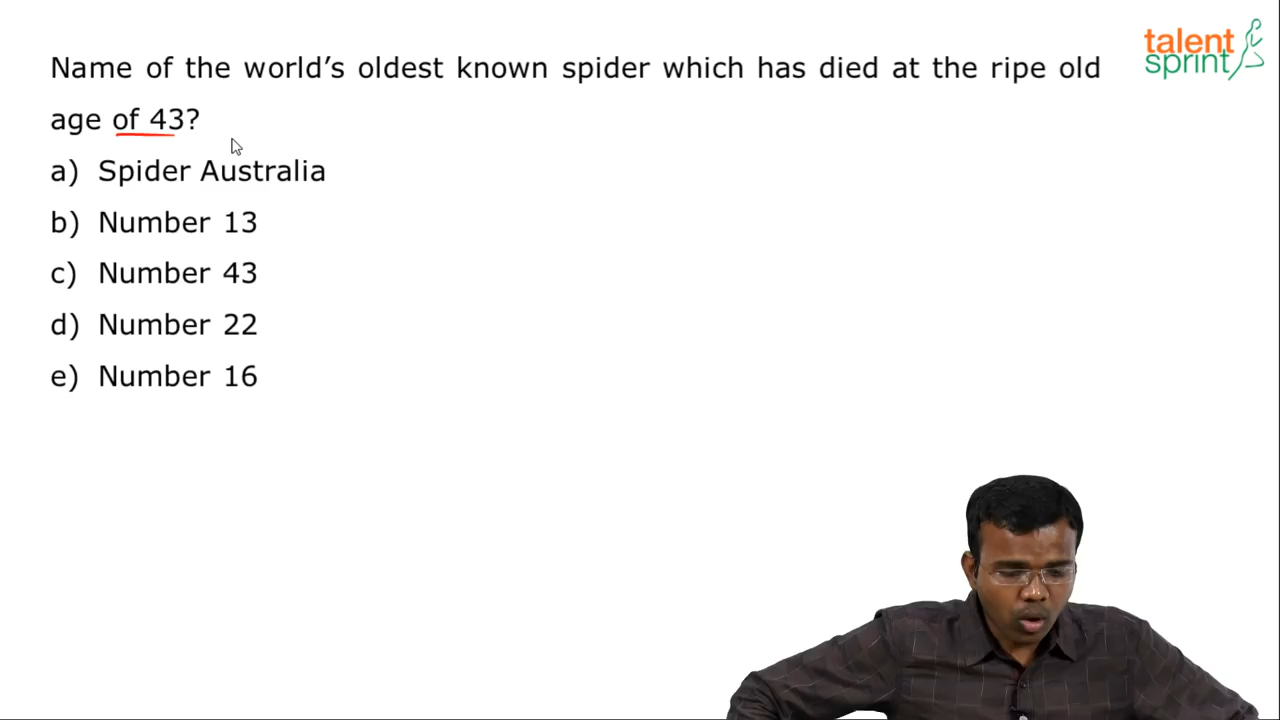 Name of the world's oldest known spider which has died at the ripe old
age of 43?
a) Spider Australia
b) Number 13
c) Number 43
d) Number 22
e) Number 16
talent
sprint